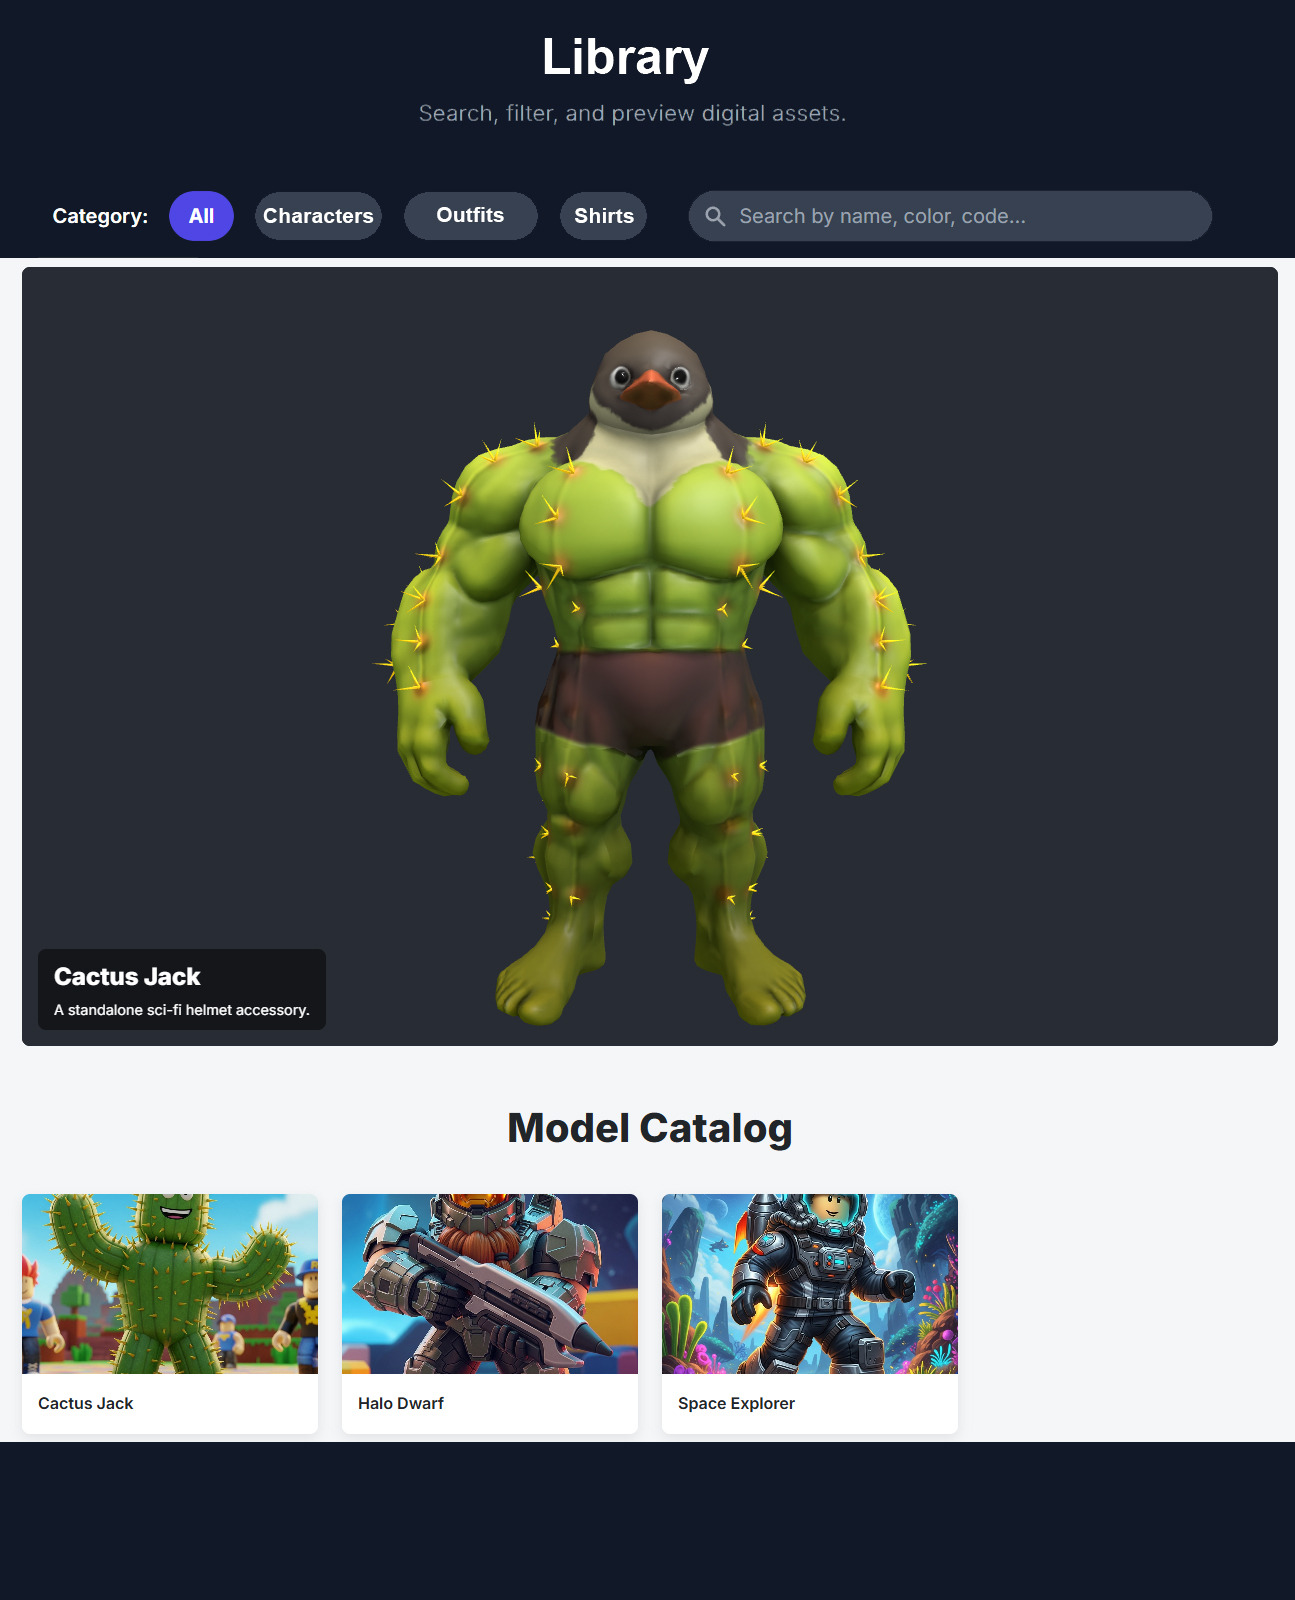 Library
Search, filter, and preview digital assets.
Category: All Characters Outfits Shirts Search by name, color, code...
Cactus Jack
A standalone sci-fi helmet accessory.
Model Catalog
Cactus Jack Halo Dwarf Space Explorer